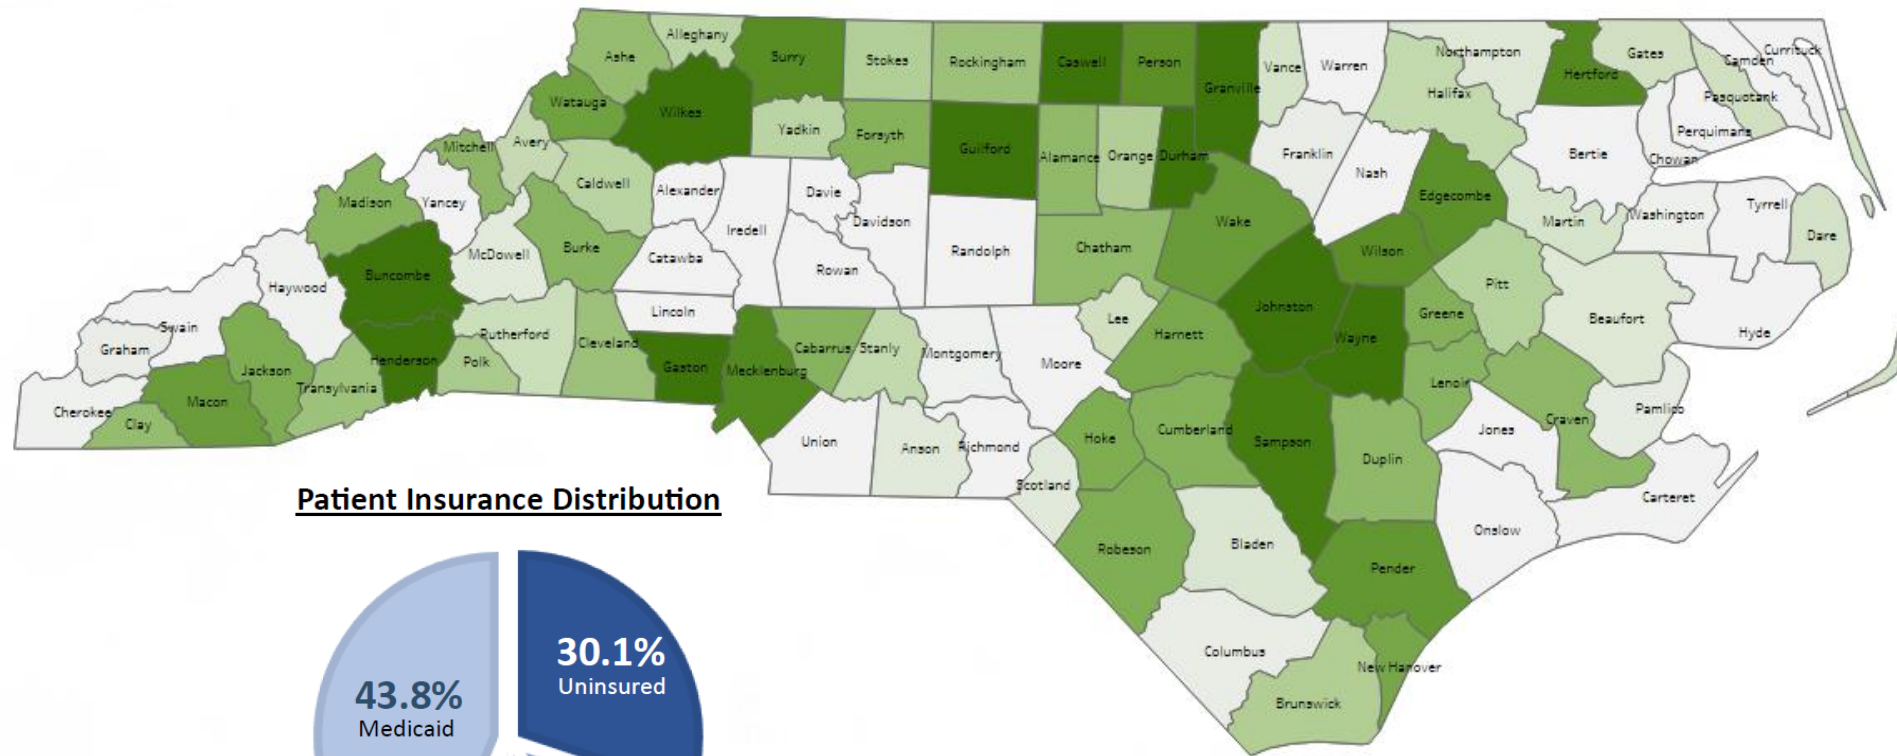 Alleghany
Ashe
Surry
Stokes
Rockingham
Caswell
Person
Granville
Vance
Warren
Northampton
Halifax
Hertford
Gates
Camden
Currituck
Pasquotank
Perquimans
Chowan
Bertie
Watauga
Wilkes
Yadkin
Forsyth
Guilford
Alamance
Orange
Durham
Franklin
Nash
Edgecombe
Martin
Washington
Tyrrell
Dare
Mitchell
Avery
Caldwell
Alexander
Iredell
Davie
Davidson
Randolph
Chatham
Wake
Wilson
Pitt
Beaufort
Hyde
Madison
Yancey
McDowell
Burke
Catawba
Rowan
Lincoln
Buncombe
Haywood
Swain
Graham
Cherokee
Clay
Macon
Jackson
Transylvania
Henderson
Polk
Rutherford
Cleveland
Gaston
Mecklenburg
Cabarrus
Stanly
Montgomery
Moore
Lee
Harnett
Johnston
Wayne
Greene
Lenoir
Craven
Pamlico
Jones
Carteret
Onslow
Duplin
Sampson
Cumberland
Hoke
Scotland
Richmond
Anson
Union
Robeson
Bladen
Pender
Columbus
New Hanover
Brunswick
Patient Insurance Distribution
43.8%
Medicaid
30.1%
Uninsured